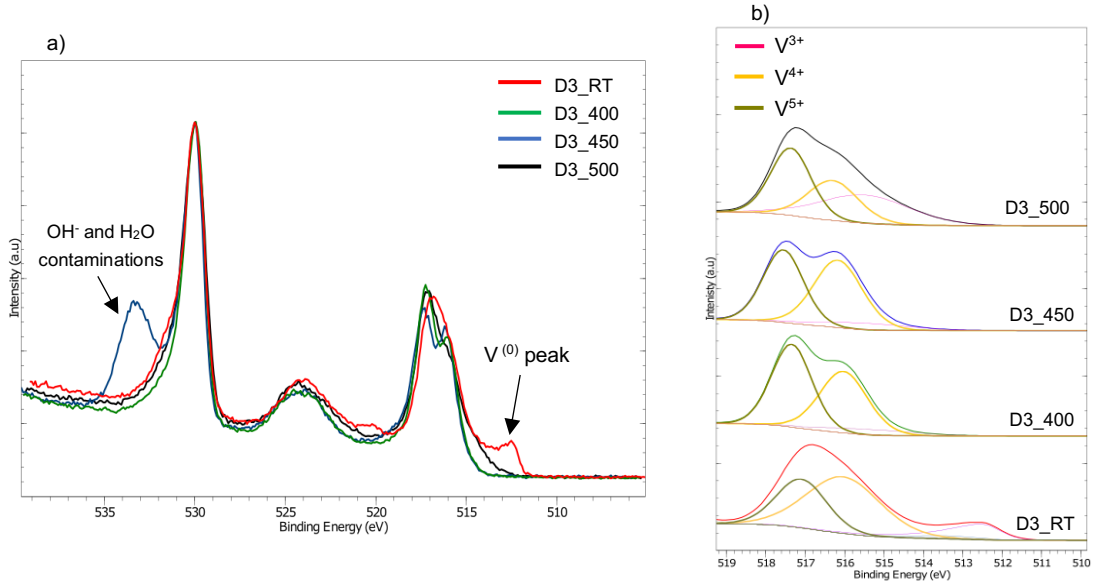 a)
D3_RT
D3_400
D3_450
D3_500
OH- and H2O
contaminations
V (0) peak
Intensity (a.u)
535
530
525
520
515
510
Binding Energy (eV)
b)
V3+
V4+
V5+
D3_500
D3_450
D3_400
D3_RT
Intenisty (a.u)
519
518
517
516
515
514
513
512
511
510
Binding Energy (eV)